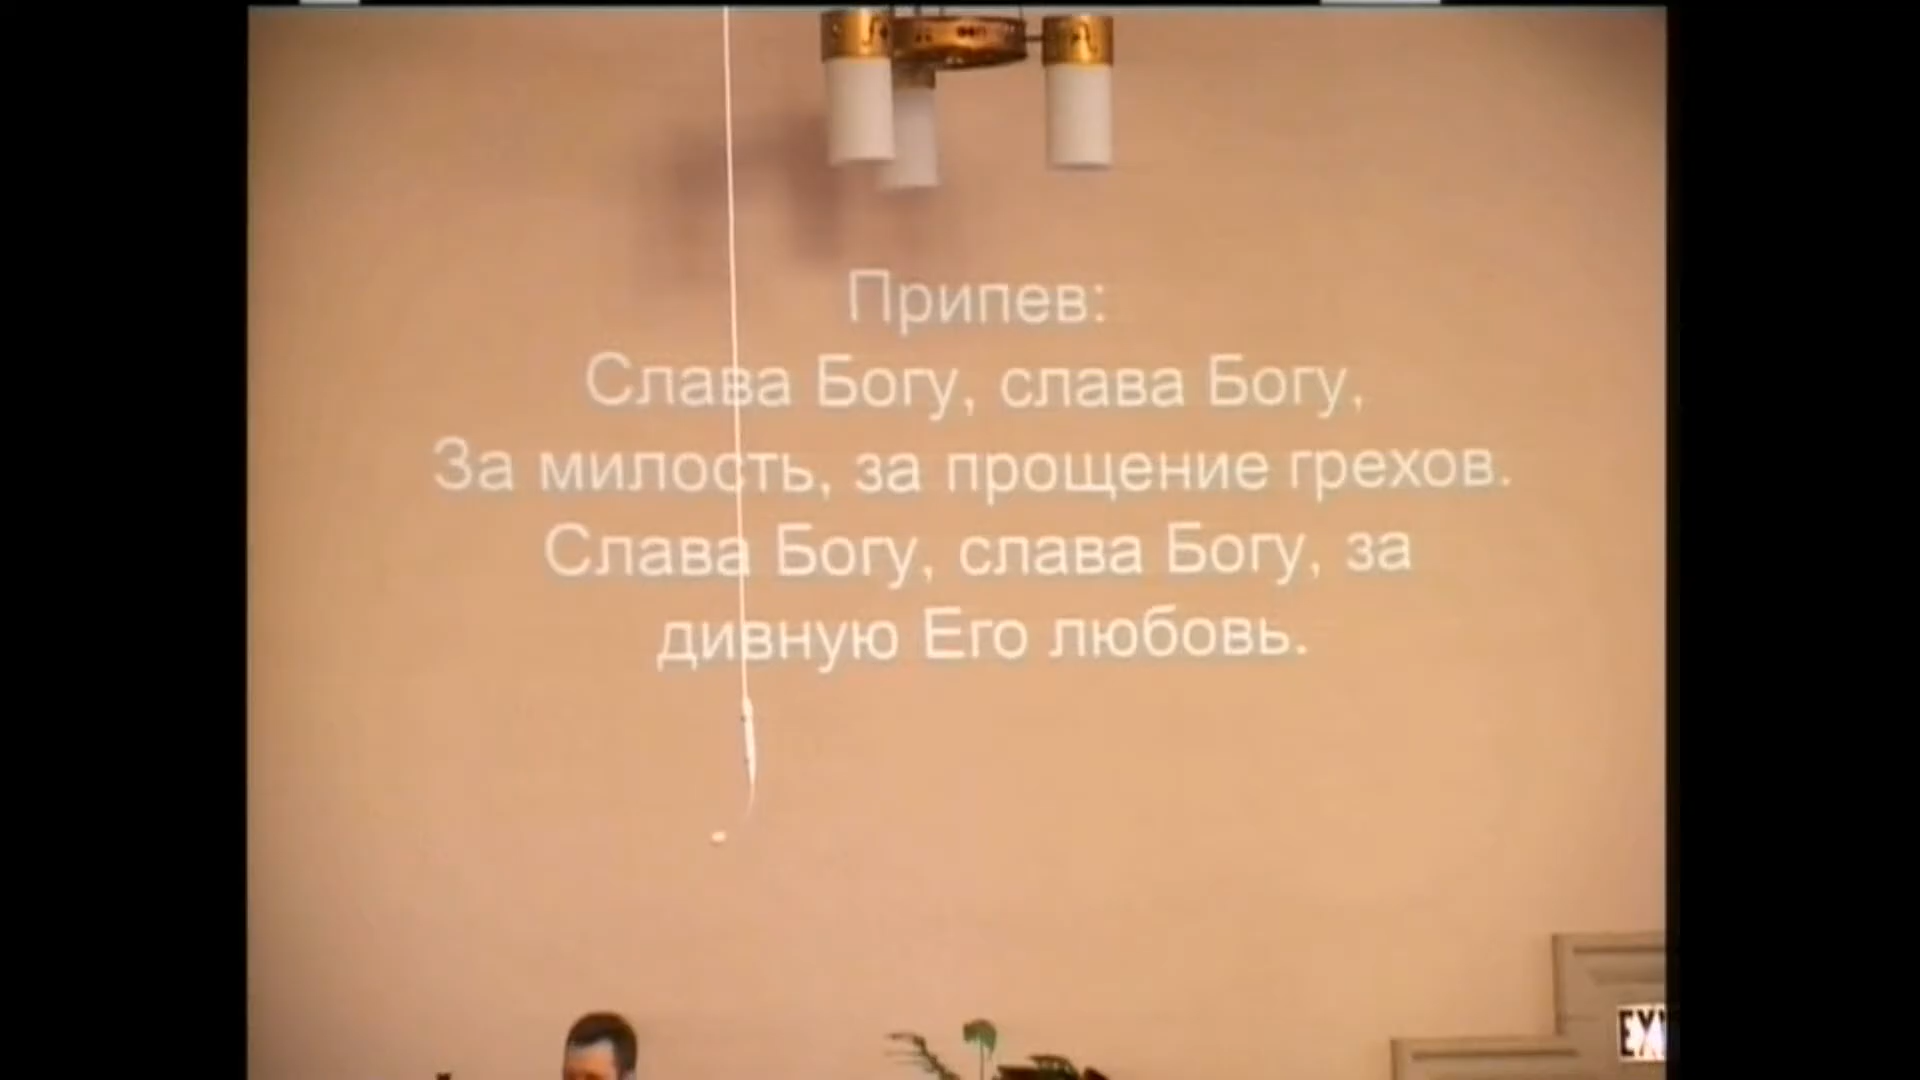 Припев:
Слава Богу, слава Богу,
За милость, за прощение грехов.
Слава Богу, слава Богу, за
дивную Его любовь.